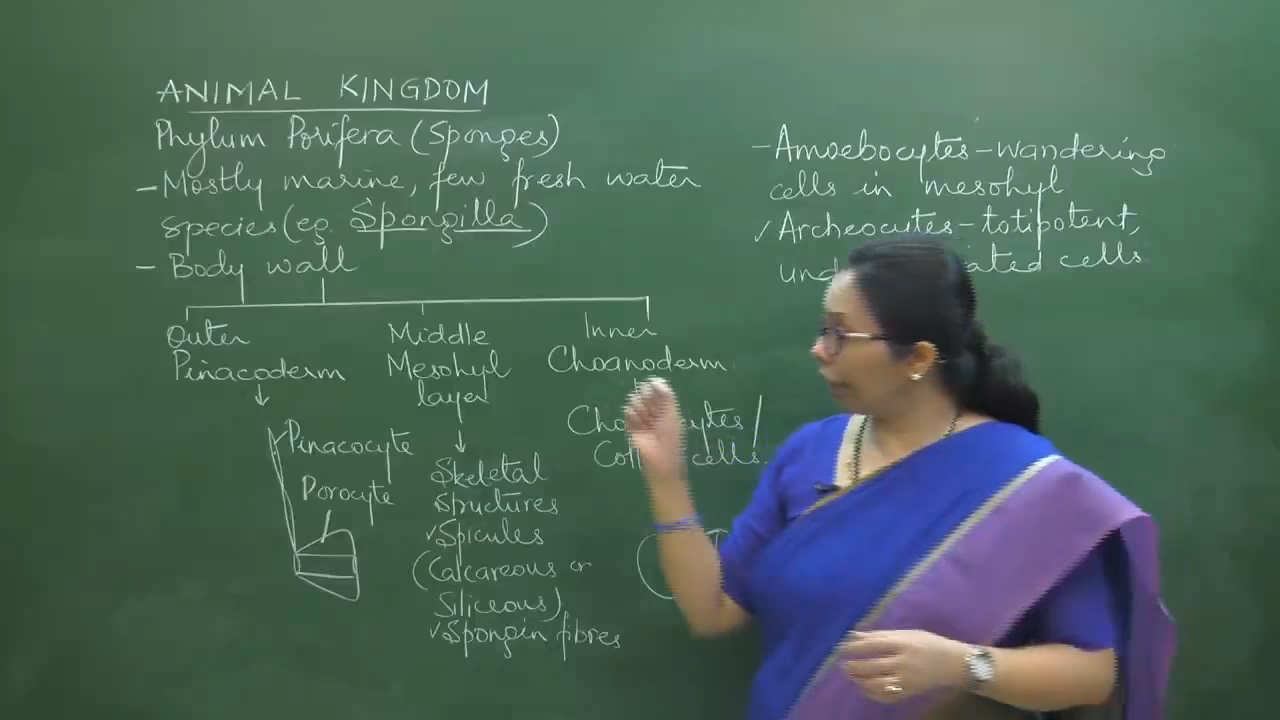 ANIMAL KINGDOM
Phylum Porifera (Sponges)
- Mostly marine, few fresh water
species (eg. Spongilla)
- Body wall
Outer
Pinacoderm
Pinacocyte
Porocyte
Middle
Mesohyl
layer
Skeletal
Structures
✓Spicules
(Calcareous or
Siliceous)
✓Spongin fibres
Inner
Choanoderm
cells.
- Amoebocytes - wandering
cells in mesohyl
✓Archeocytes - totipotent,
cells